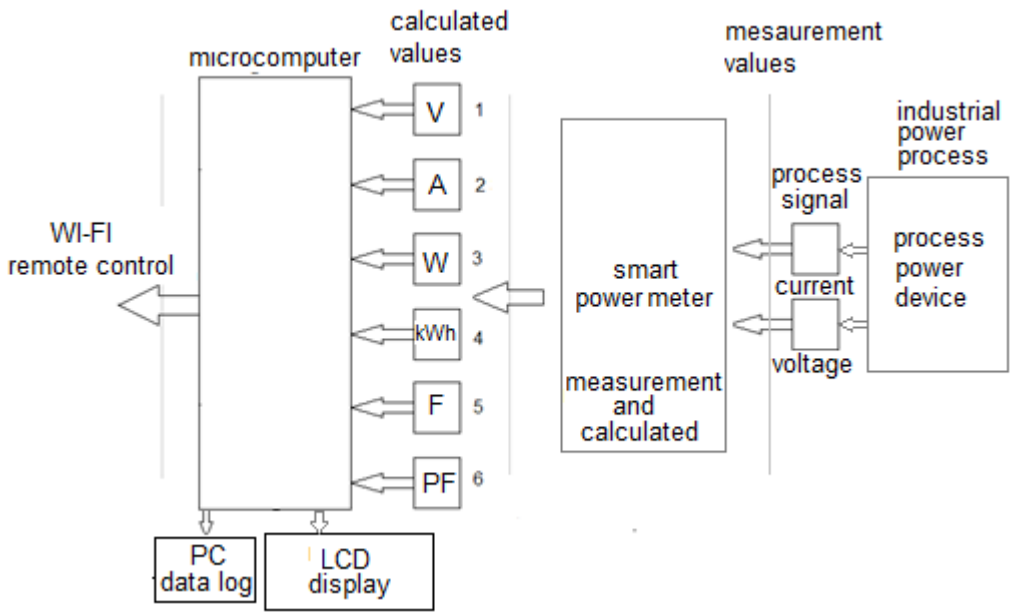 calculated
values
microcomputer
mesaurement
values
industrial
power
process
V 1
A 2
W 3
kWh 4
F 5
PF 6
WI-FI
remote control
smart
power meter
measurement
and
calculated
process
signal
current
voltage
process
power
device
PC
data log
LCD
display